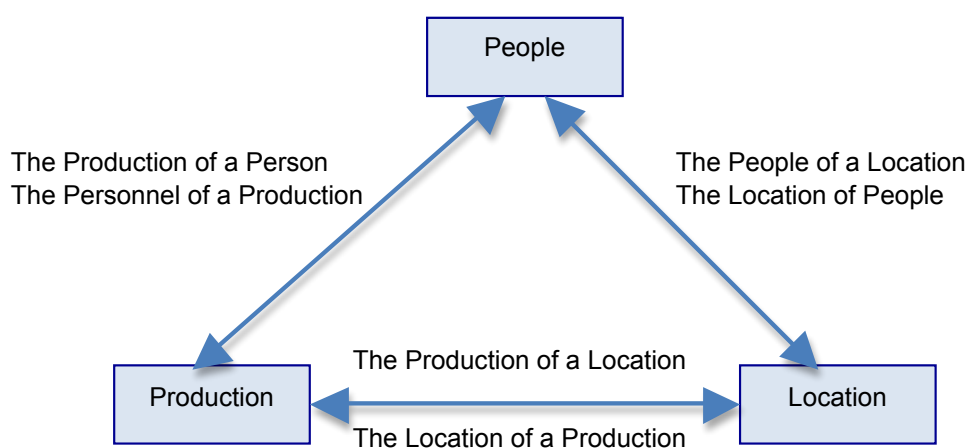 People
The Production of a Person
The Personnel of a Production
The People of a Location
The Location of People
The Production of a Location
Production
Location
The Location of a Production